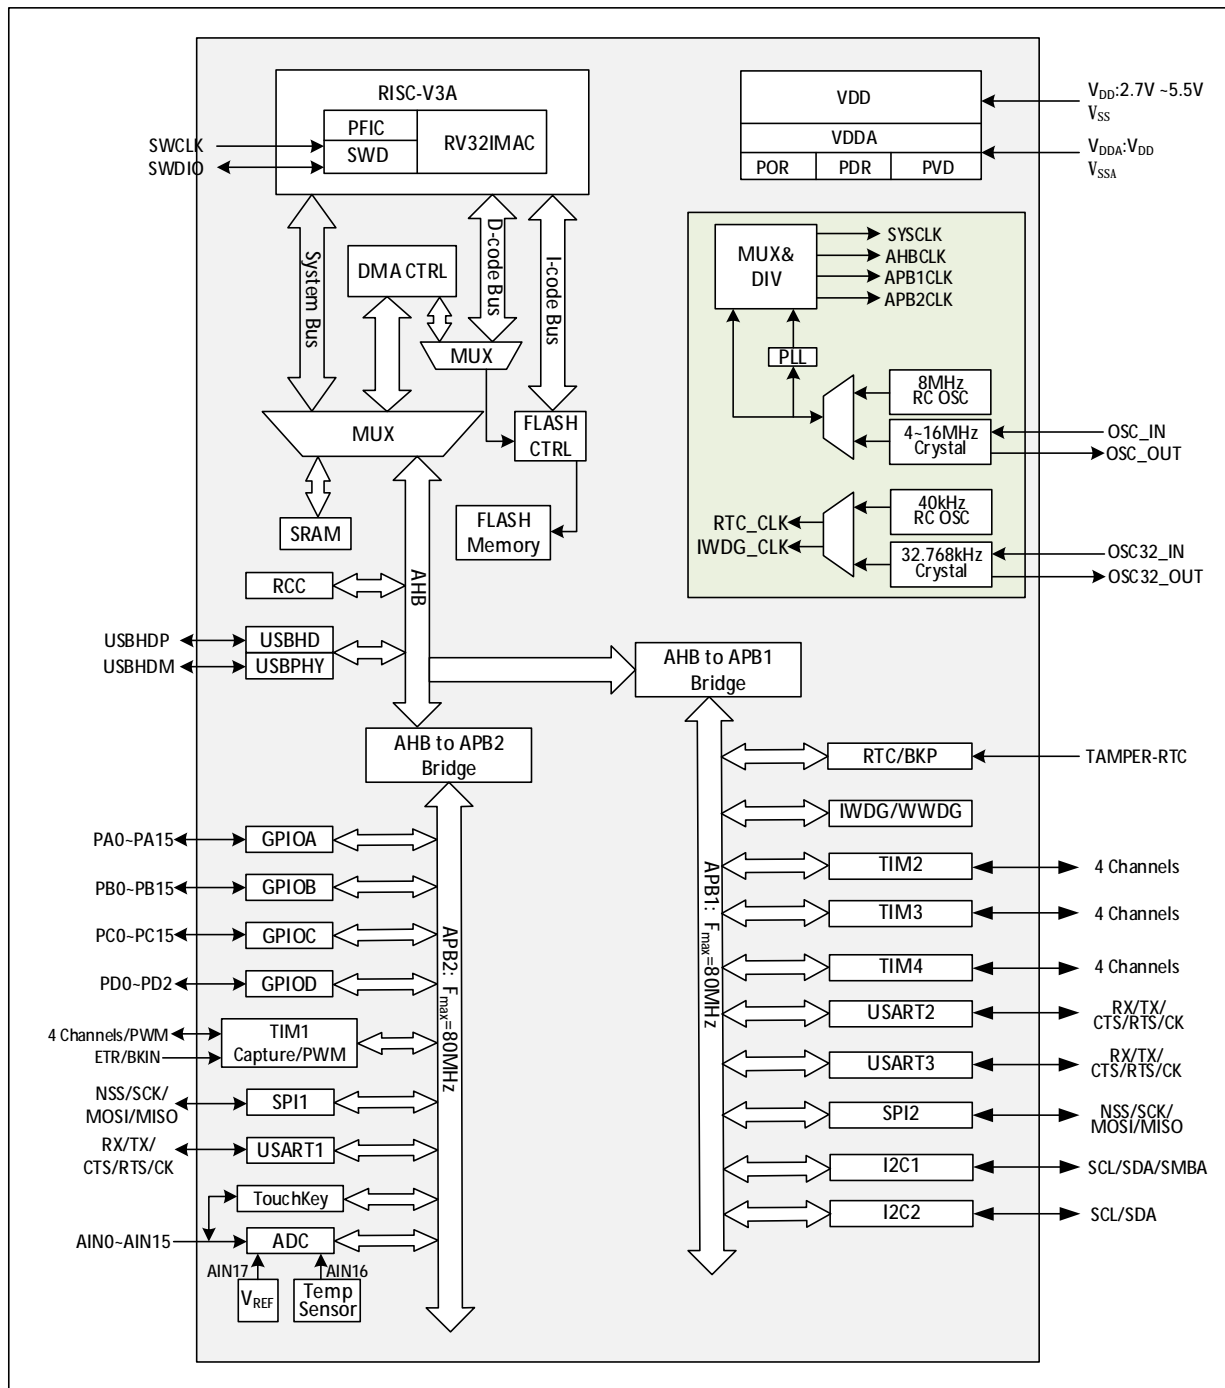 RISC-V3A
PFIC
SWD
RV32IMAC
SWCLK
SWDIO
VDD
VDDA
POR
PDR
PVD
VDD:2.7V ~5.5V
VSS
VDDA:VDD
VSSA
System Bus
DMA CTRL
D-code Bus
I-code Bus
MUX
MUX
FLASH
CTRL
SRAM
FLASH
Memory
MUX&
DIV
SYSCLK
AHBCLK
APB1CLK
APB2CLK
PLL
8MHz
RC OSC
4~16MHz
Crystal
OSC_IN
OSC_OUT
40kHz
RC OSC
RTC_CLK
IWDG_CLK
32.768kHz
Crystal
OSC32_IN
OSC32_OUT
RCC
AHB
USBHDP
USBHDM
USBHD
USBPHY
AHB to APB1
Bridge
AHB to APB2
Bridge
PA0~PA15
GPIOA
PB0~PB15
GPIOB
PC0~PC15
GPIOC
PD0~PD2
GPIOD
4 Channels/PWM
ETR/BKIN
TIM1
Capture/PWM
NSS/SCK/
MOSI/MISO
SPI1
RX/TX/
CTS/RTS/CK
USART1
TouchKey
AIN0~AIN15
ADC
AIN17
AIN16
VREF
Temp
Sensor
APB2: Fmax=80MHz
APB1: Fmax=80MHz
RTC/BKP
TAMPER-RTC
IWDG/WWDG
TIM2
4 Channels
TIM3
4 Channels
TIM4
4 Channels
USART2
RX/TX/
CTS/RTS/CK
USART3
RX/TX/
CTS/RTS/CK
SPI2
NSS/SCK/
MOSI/MISO
I2C1
SCL/SDA/SMBA
I2C2
SCL/SDA